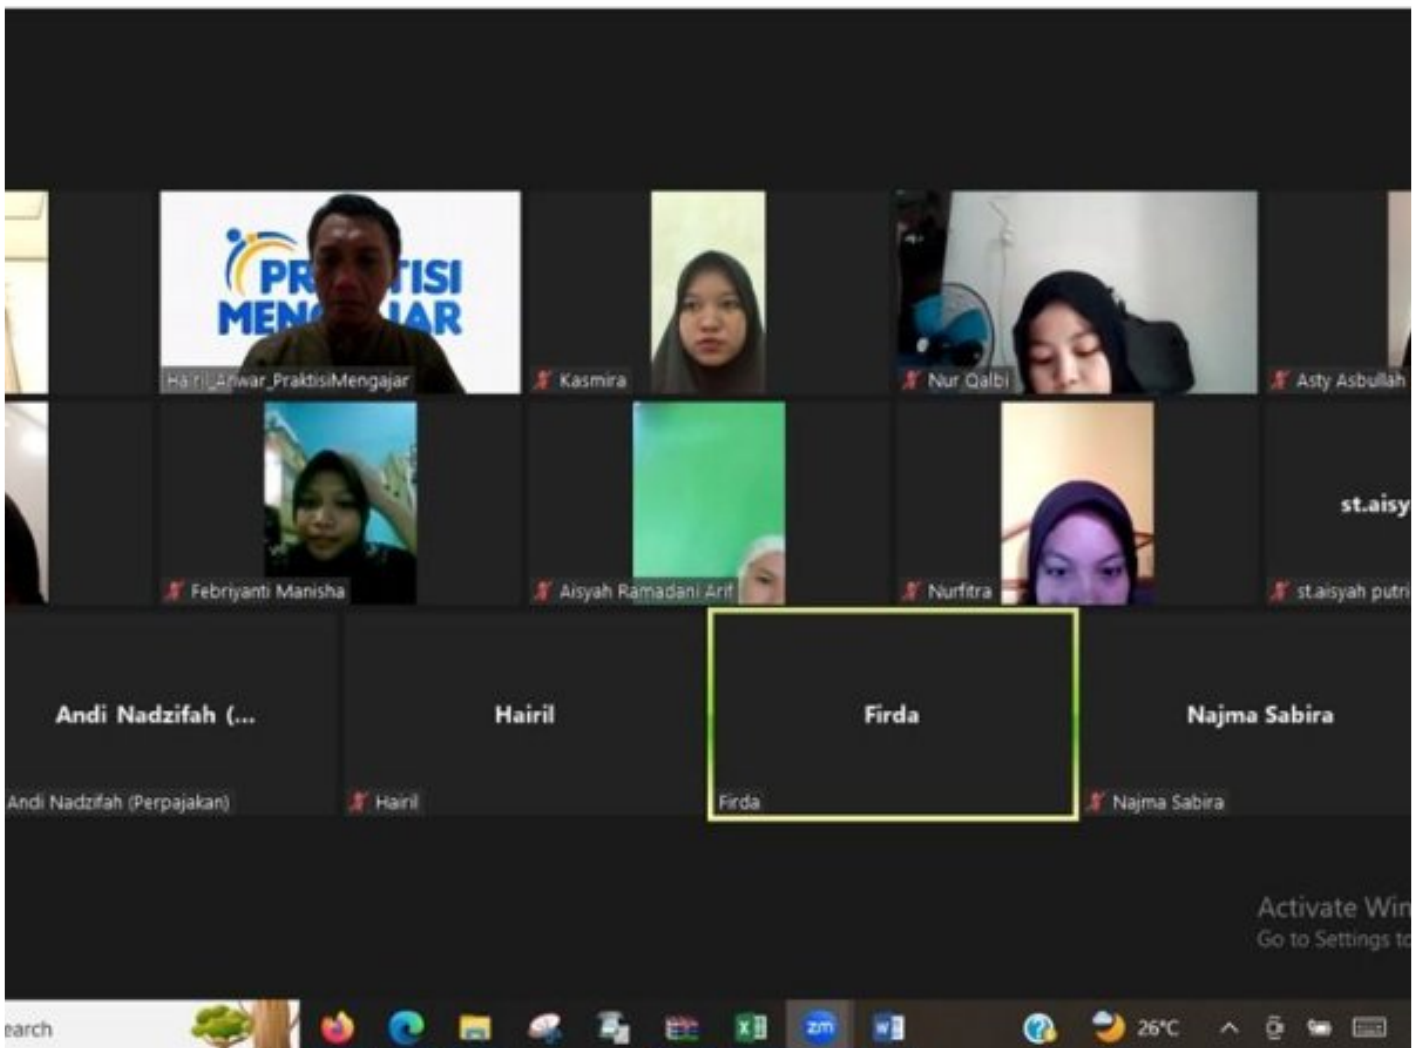 PR TISI
MEN JAR
Hairil_Anwar_PraktisiMengajar
Kasmira
Nur Qalbi
Asty Asbullah
Febriyanti Manisha
Aisyah Ramadani Arif
Nurfitra
st.aisy
st.aisyah putri
Andi Nadzifah (...
Hairil
Firda
Najma Sabira
Andi Nadzifah (Perpajakan)
Hairil
Firda
Najma Sabira
Activate Win
Go to Settings to
earch
zm
26°C